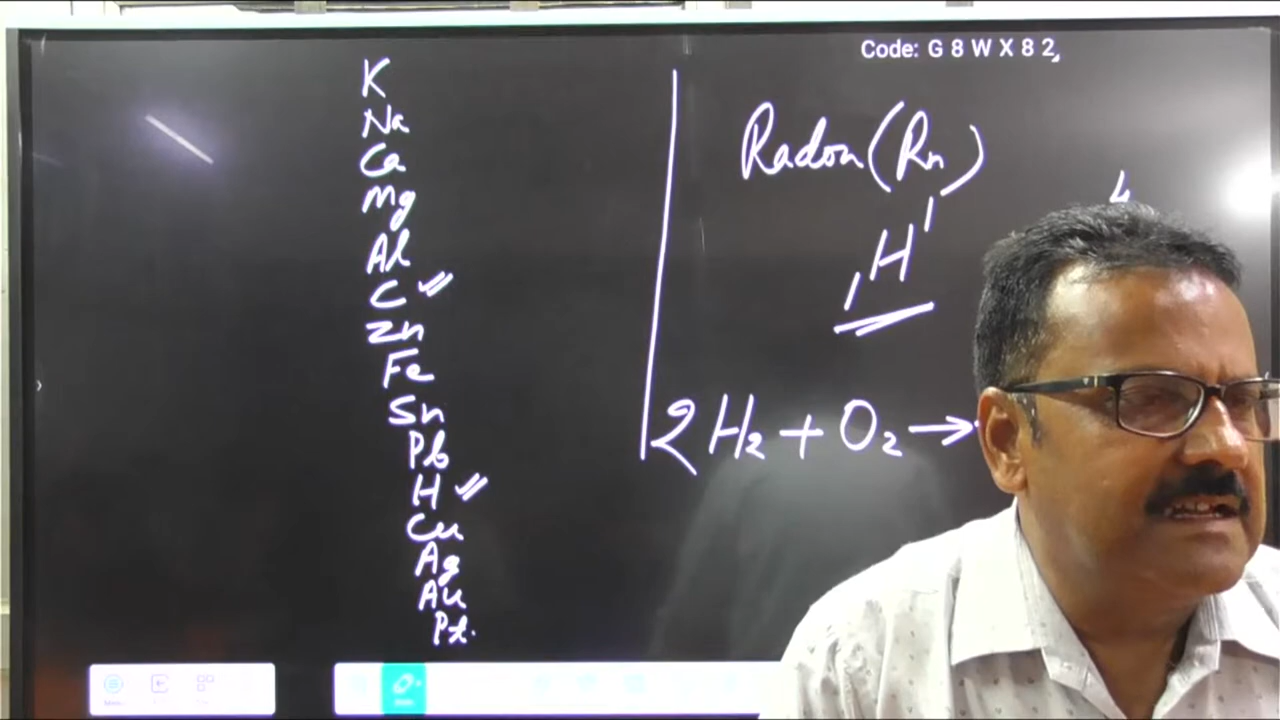 Code: G 8 W X 8 2,
K
Na
Ca
Mg
Al
C
Zn
Fe
Sn
Pb
H
Cu
Ag
Au
Pt.
Radon (Rn)
1H1
4
2H2 + O2 →